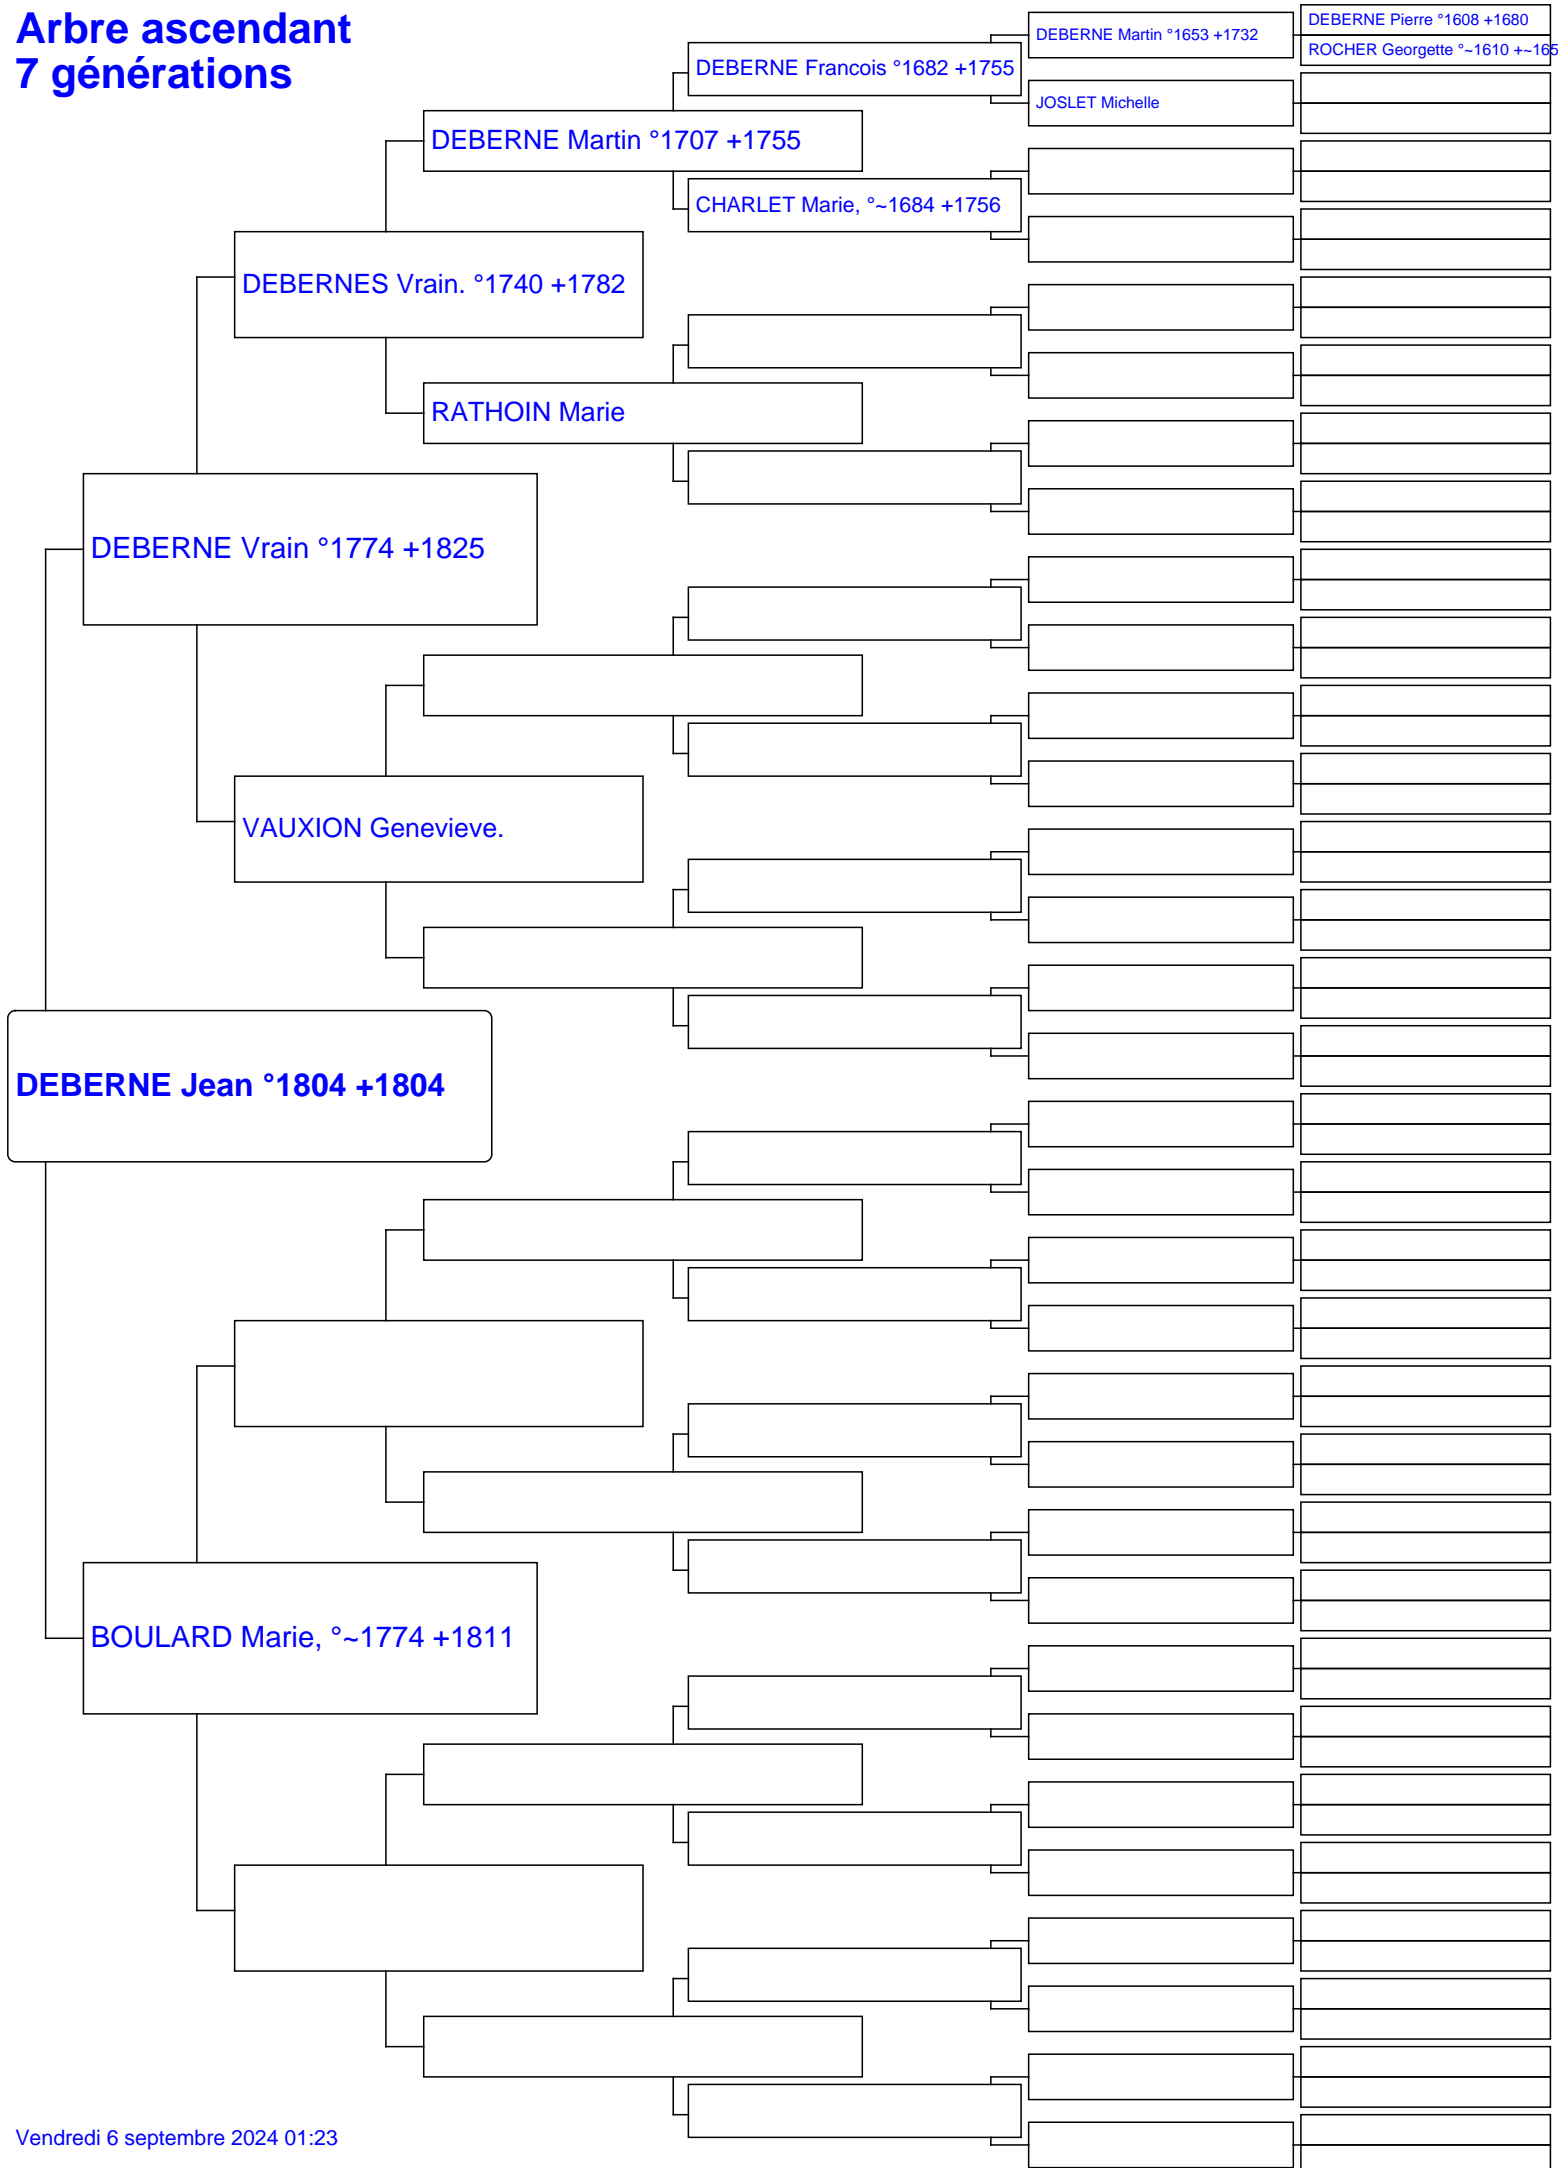 Arbre ascendant
7 générations
DEBERNE Martin °1653 +1732
DEBERNE Pierre °1608 +1680
ROCHER Georgette °~1610 +~165
DEBERNE Francois °1682 +1755
JOSLET Michelle
DEBERNE Martin °1707 +1755
CHARLET Marie, °~1684 +1756
DEBERNES Vrain. °1740 +1782
RATHOIN Marie
DEBERNE Vrain °1774 +1825
VAUXION Genevieve.
DEBERNE Jean °1804 +1804
BOULARD Marie, °~1774 +1811
Vendredi 6 septembre 2024 01:23